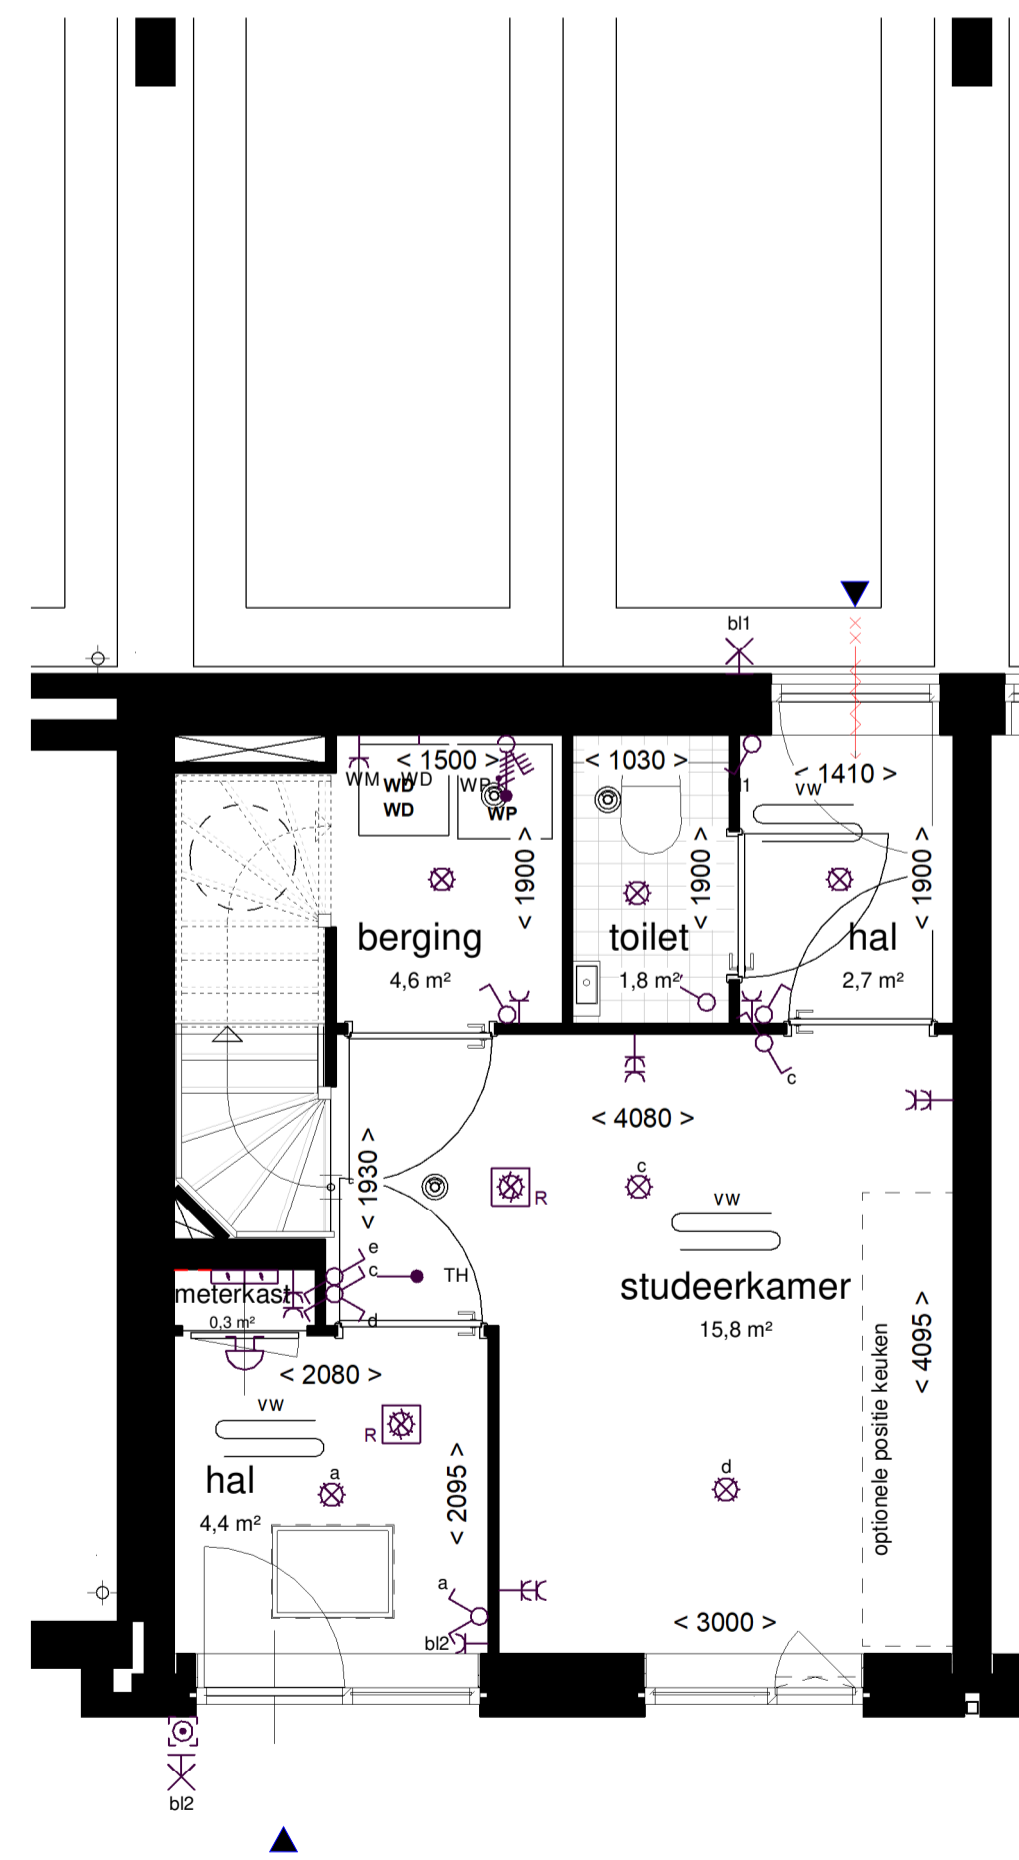 bl1
< 1500 >
< 1030 >
< 1410 >
WM
WD
WD
WD
WP
vw
< 1900 >
< 1900 >
< 1900 >
berging
4,6 m²
toilet
1,8 m²
hal
2,7 m²
c
< 4080 >
< 1930 >
c
R
vw
e
c
TH
d
studeerkamer
15,8 m²
meterkast
0,3 m²
< 4095 >
optionele positie keuken
< 2080 >
vw
R
hal
4,4 m²
a
< 2095 >
d
a
bl2
< 3000 >
bl2